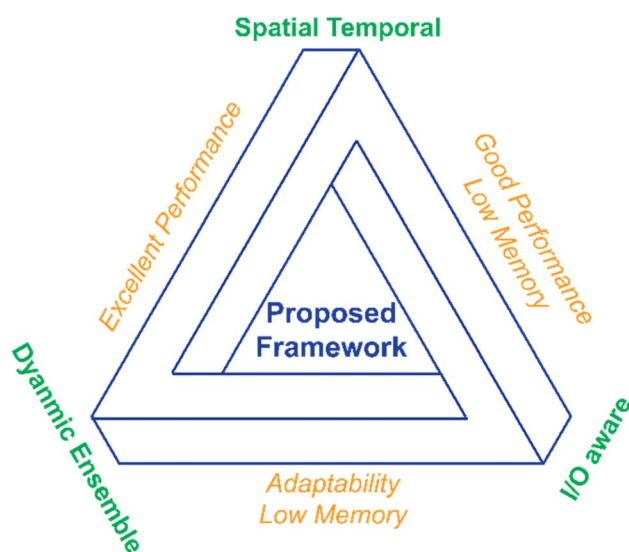 Spatial Temporal
Excellent Performance
Good Performance
Low Memory
Proposed
Framework
Dyanmic Ensemble
I/O aware
Adaptability
Low Memory